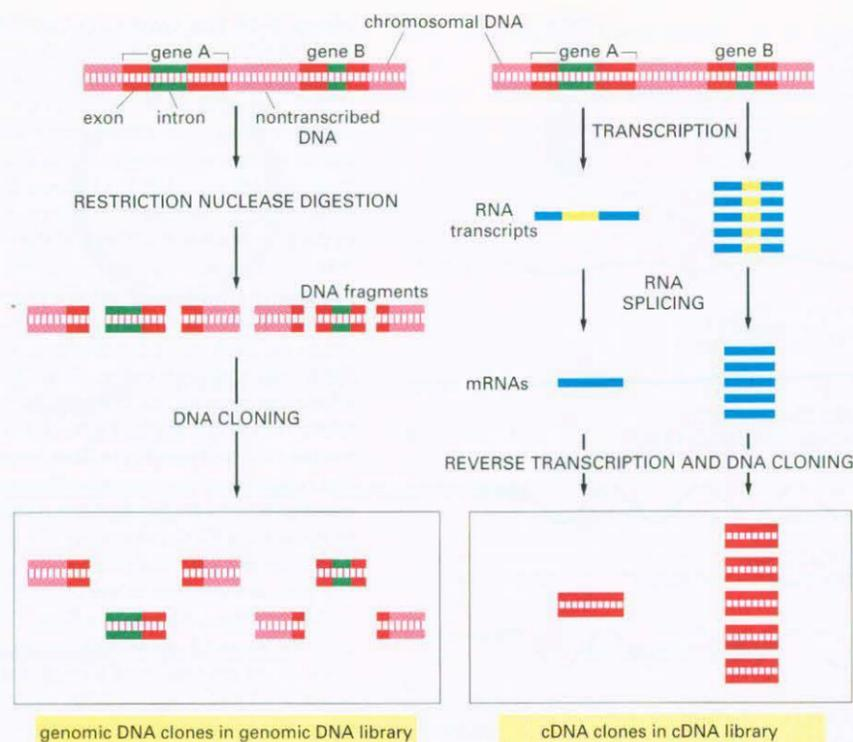 chromosomal DNA
gene A
gene B
exon
intron
nontranscribed
DNA
RESTRICTION NUCLEASE DIGESTION
DNA fragments
DNA CLONING
genomic DNA clones in genomic DNA library
gene A
gene B
TRANSCRIPTION
RNA
transcripts
RNA
SPLICING
mRNAs
REVERSE TRANSCRIPTION AND DNA CLONING
cDNA clones in cDNA library